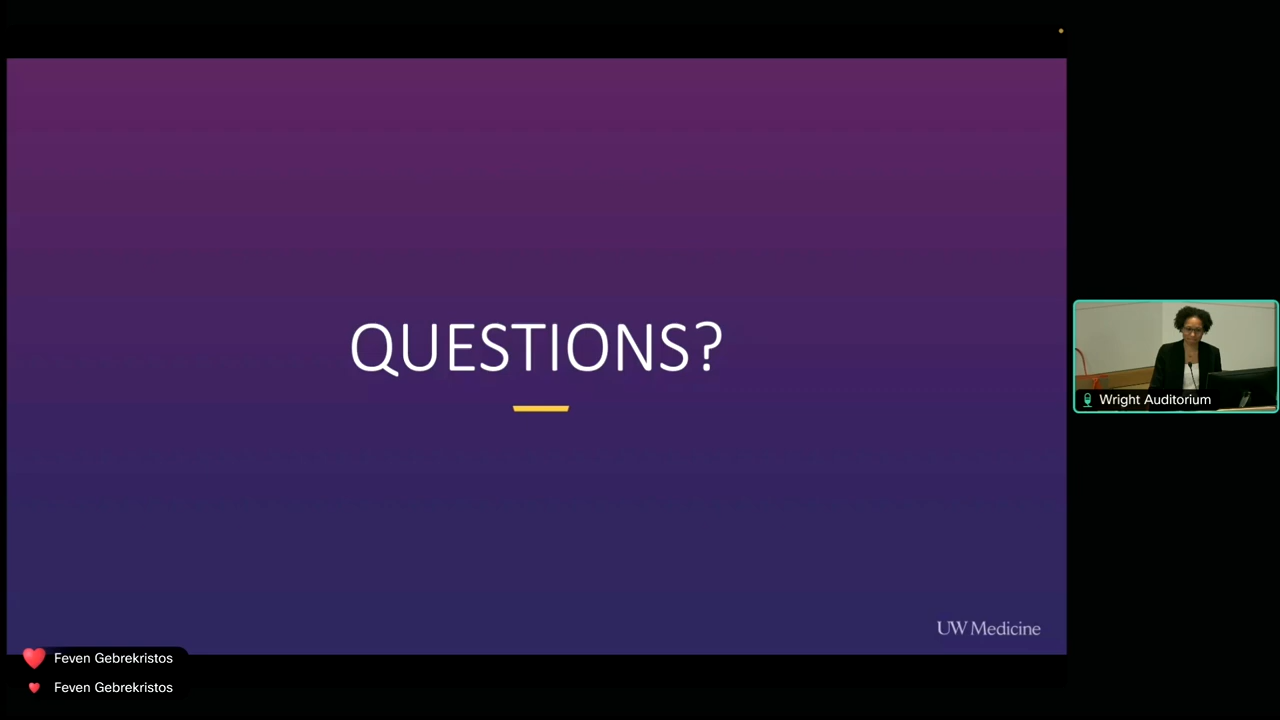 QUESTIONS?
UW Medicine
Wright Auditorium
Feven Gebrekristos
Feven Gebrekristos